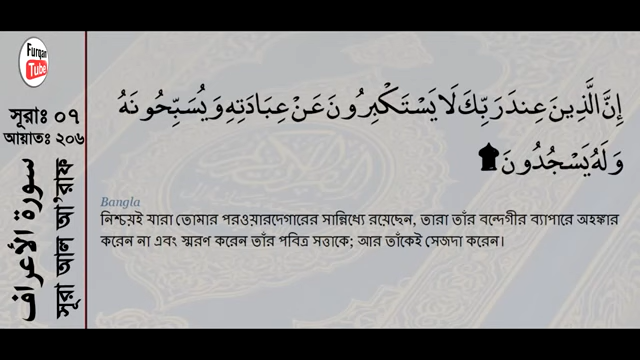 Furqan
Tube
সূরাঃ ০৭
আয়াতঃ ২০৬
سورة الأعراف
সূরা আল আ'রাফ
إِنَّ الَّذِينَ عِندَ رَبِّكَ لَا يَسْتَكْبِرُونَ عَنْ عِبَادَتِهِ وَيُسَبِّحُونَهُ
وَلَهُ يَسْجُدُونَ ۩
Bangla
নিশ্চয়ই যারা তোমার পরওয়ারদেগারের সান্নিধ্যে রয়েছেন, তারা তাঁর বন্দেগীর ব্যাপারে অহঙ্কার
করেন না এবং স্মরণ করেন তাঁর পবিত্র সত্তাকে; আর তাঁকেই সেজদা করেন।